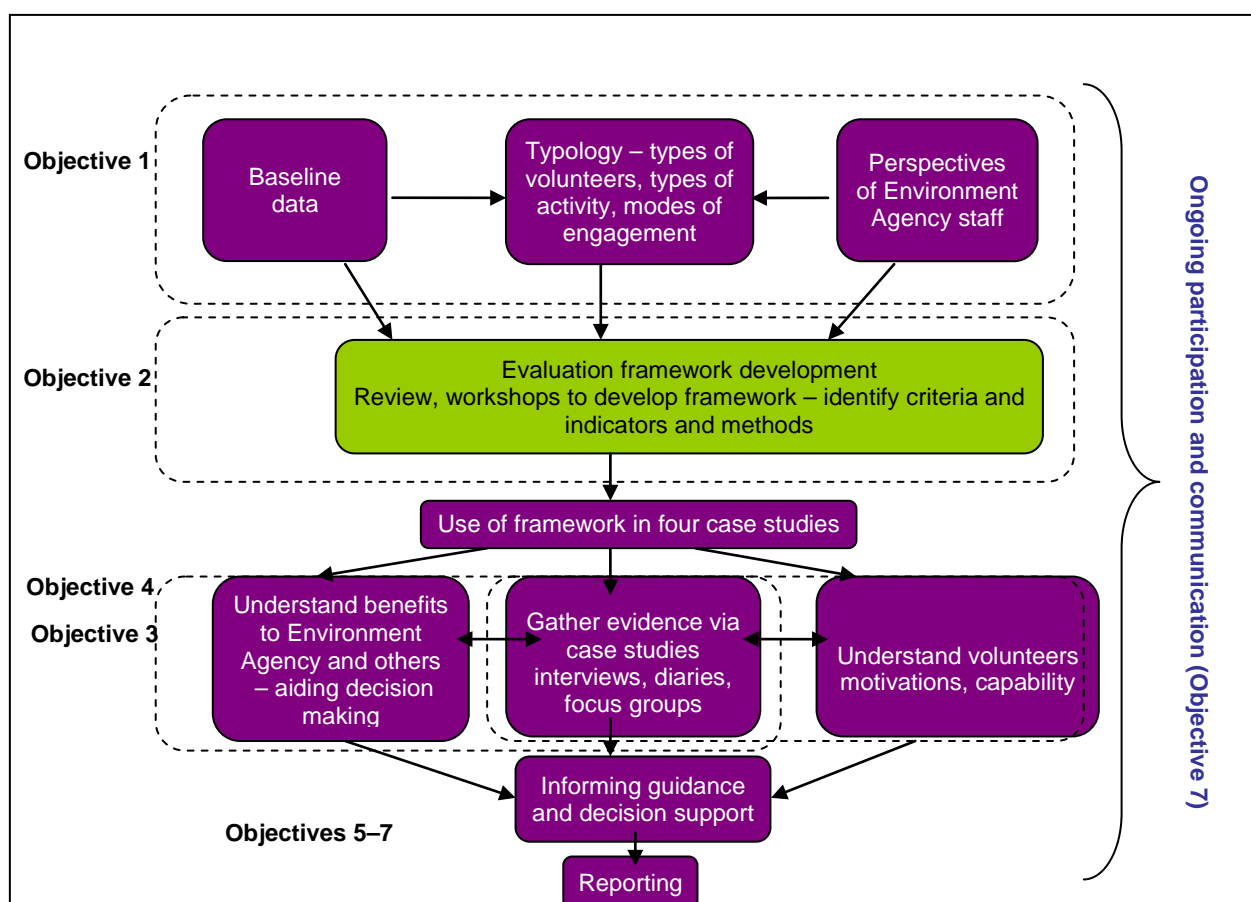 Objective 1
Baseline
data
Typology – types of
volunteers, types of
activity, modes of
engagement
Perspectives
of Environment
Agency staff
Objective 2
Evaluation framework development
Review, workshops to develop framework – identify criteria and
indicators and methods
Use of framework in four case studies
Objective 4
Objective 3
Understand benefits
to Environment
Agency and others
– aiding decision
making
Gather evidence via
case studies
interviews, diaries,
focus groups
Understand volunteers
motivations, capability
Informing guidance
and decision support
Objectives 5–7
Reporting
Ongoing participation and communication (Objective 7)